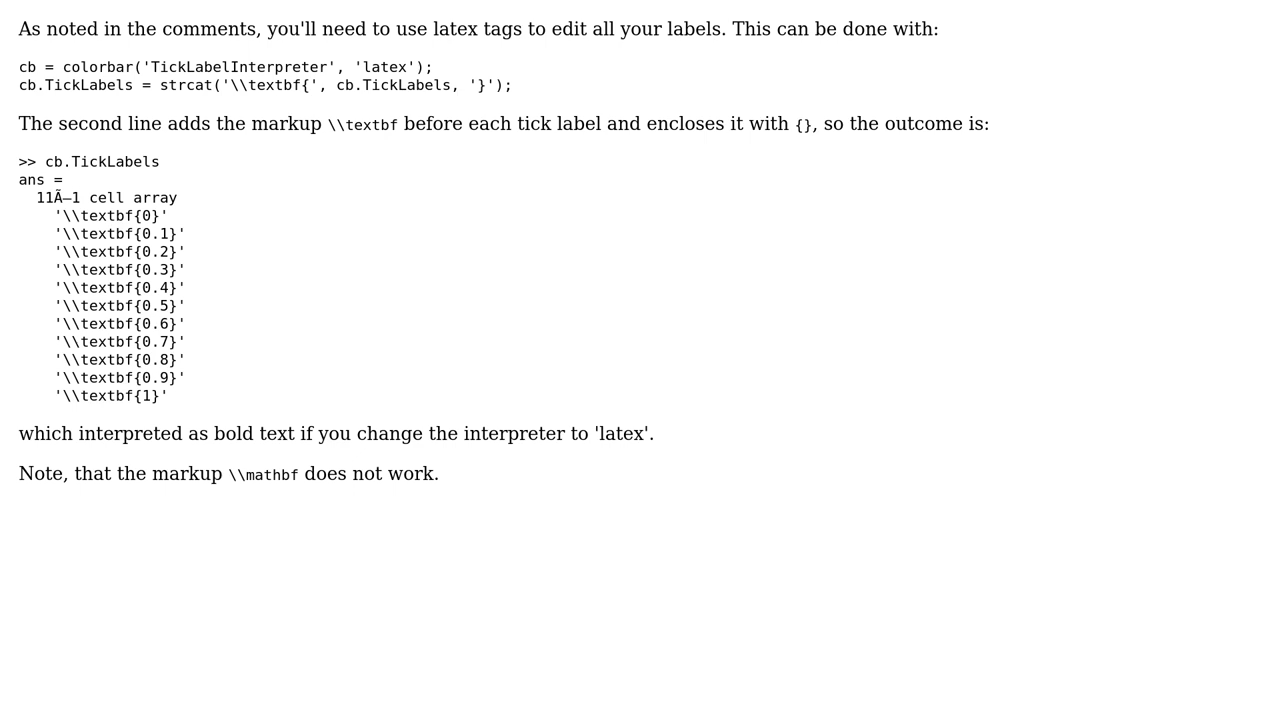 As noted in the comments, you'll need to use latex tags to edit all your labels. This can be done with:
cb = colorbar('TickLabelInterpreter', 'latex');
cb.TickLabels = strcat('\\textbf{', cb.TickLabels, '}');
The second line adds the markup \\textbf before each tick label and encloses it with {}, so the outcome is:
>> cb.TickLabels
ans =
  11Ã—1 cell array
    '\\textbf{0}'
    '\\textbf{0.1}'
    '\\textbf{0.2}'
    '\\textbf{0.3}'
    '\\textbf{0.4}'
    '\\textbf{0.5}'
    '\\textbf{0.6}'
    '\\textbf{0.7}'
    '\\textbf{0.8}'
    '\\textbf{0.9}'
    '\\textbf{1}'
which interpreted as bold text if you change the interpreter to 'latex'.
Note, that the markup \\mathbf does not work.